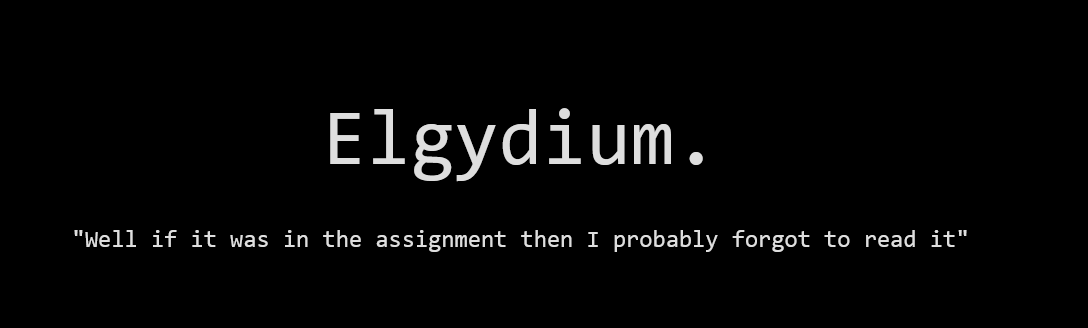 Elgydium.
"Well if it was in the assignment then I probably forgot to read it"